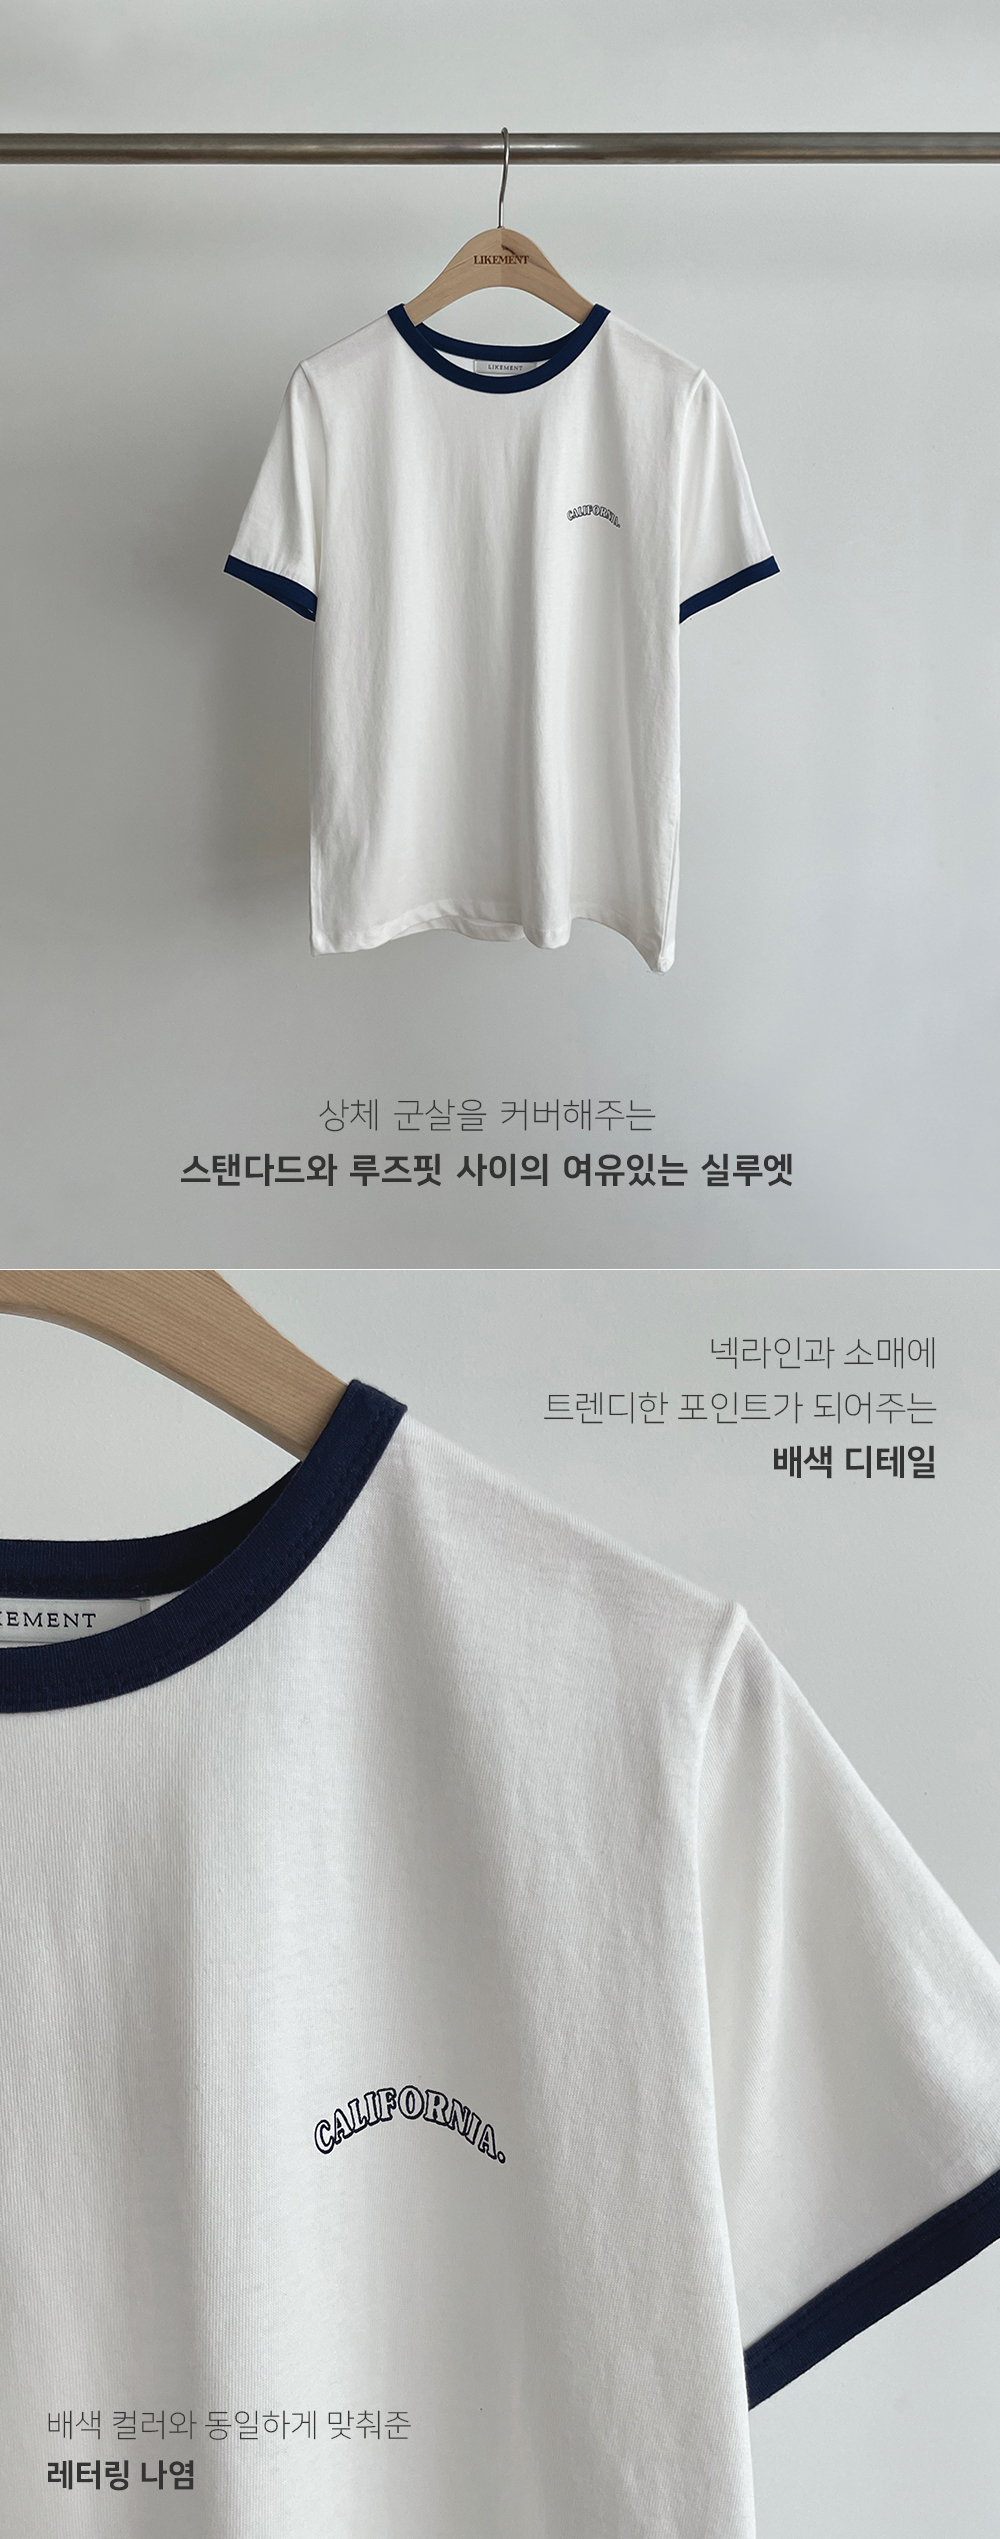 LIKEMENT
LIKEMENT
CALIFORNIA.
상체 군살을 커버해주는
스탠다드와 루즈핏 사이의 여유있는 실루엣
넥라인과 소매에
트렌디한 포인트가 되어주는
배색 디테일
KEMENT
CALIFORNIA.
배색 컬러와 동일하게 맞춰준
레터링 나염